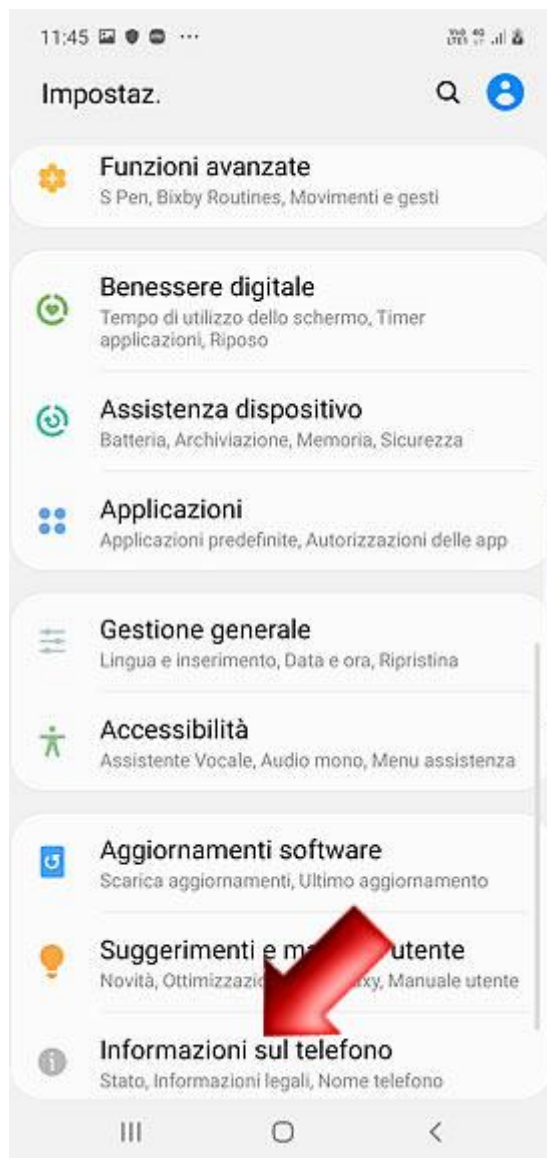 11:45
Impostaz.
Funzioni avanzate
S Pen, Bixby Routines, Movimenti e gesti
Benessere digitale
Tempo di utilizzo dello schermo, Timer
applicazioni, Riposo
Assistenza dispositivo
Batteria, Archiviazione, Memoria, Sicurezza
Applicazioni
Applicazioni predefinite, Autorizzazioni delle app
Gestione generale
Lingua e inserimento, Data e ora, Ripristina
Accessibilità
Assistente Vocale, Audio mono, Menu assistenza
Aggiornamenti software
Scarica aggiornamenti, Ultimo aggiornamento
Suggerimenti e utente
Novità, Manuale utente
Informazioni sul telefono
Stato, Informazioni legali, Nome telefono